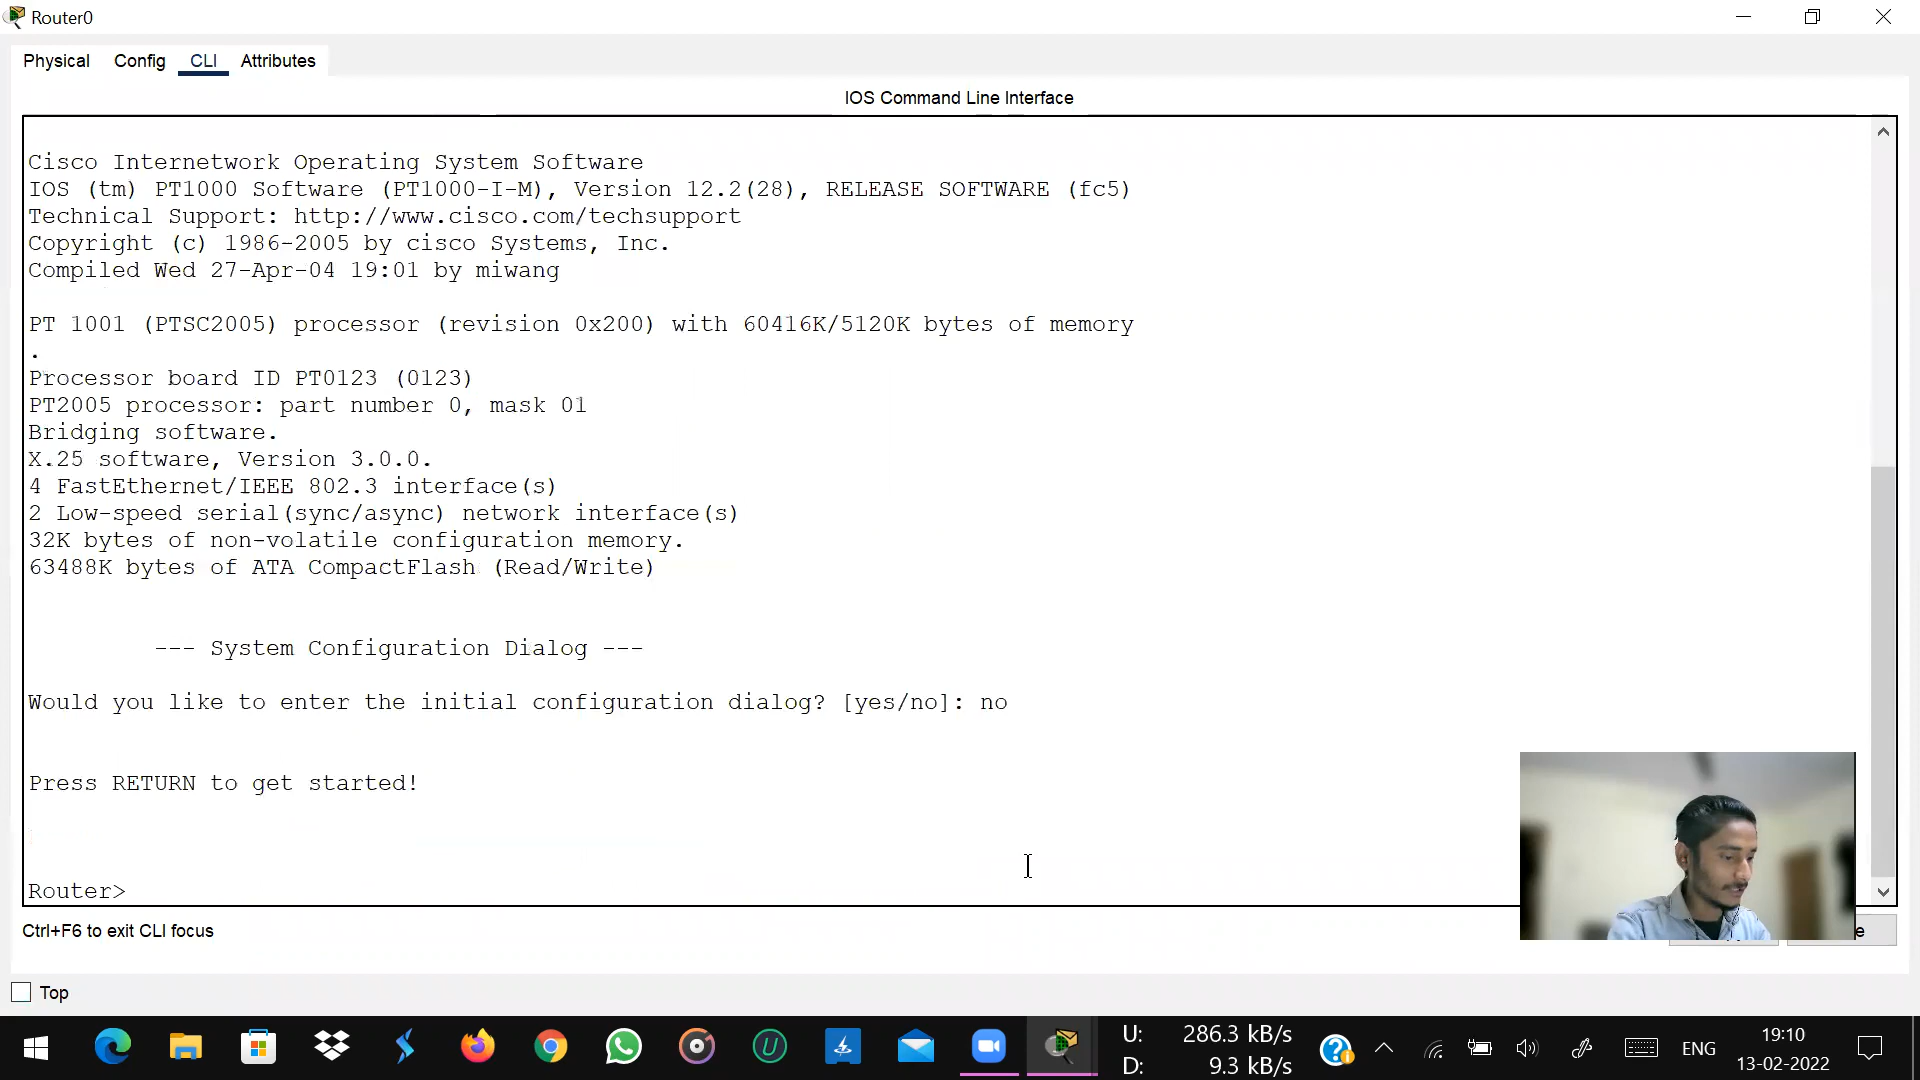 Router0
Physical Config CLI Attributes
IOS Command Line Interface
Cisco Internetwork Operating System Software
IOS (tm) PT1000 Software (PT1000-I-M), Version 12.2(28), RELEASE SOFTWARE (fc5)
Technical Support: http://www.cisco.com/techsupport
Copyright (c) 1986-2005 by cisco Systems, Inc.
Compiled Wed 27-Apr-04 19:01 by miwang
PT 1001 (PTSC2005) processor (revision 0x200) with 60416K/5120K bytes of memory
.
Processor board ID PT0123 (0123)
PT2005 processor: part number 0, mask 01
Bridging software.
X.25 software, Version 3.0.0.
4 FastEthernet/IEEE 802.3 interface(s)
2 Low-speed serial(sync/async) network interface(s)
32K bytes of non-volatile configuration memory.
63488K bytes of ATA CompactFlash (Read/Write)
--- System Configuration Dialog ---
Would you like to enter the initial configuration dialog? [yes/no]: no
Press RETURN to get started!
Router>
Ctrl+F6 to exit CLI focus
Top
U: 286.3 kB/s
D: 9.3 kB/s
ENG
19:10
13-02-2022